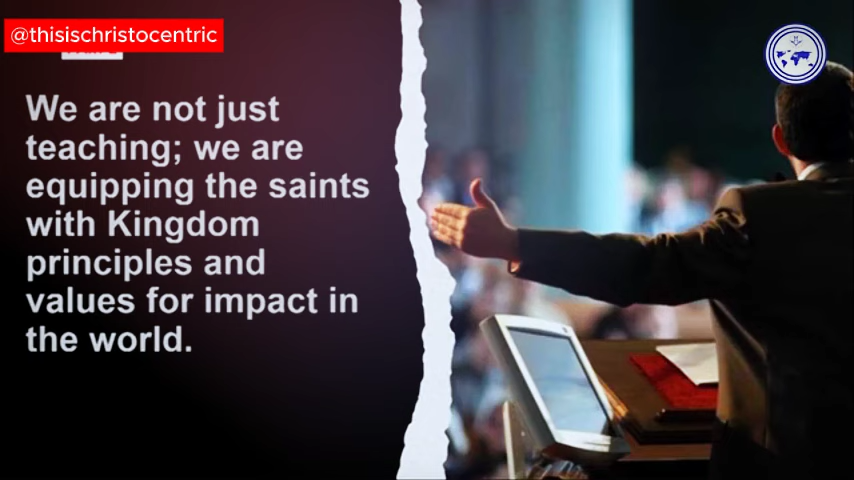 @thisischristocentric
We are not just
teaching; we are
equipping the saints
with Kingdom
principles and
values for impact in
the world.